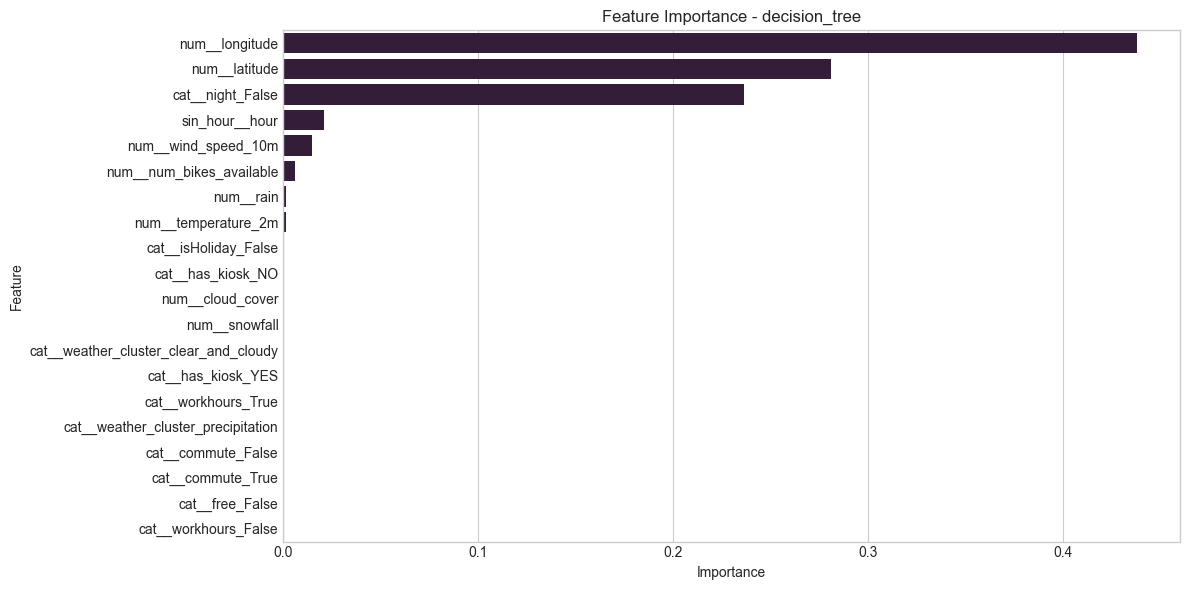 Feature Importance - decision_tree
Feature
num__longitude
num__latitude
cat__night_False
sin_hour__hour
num__wind_speed_10m
num__num_bikes_available
num__rain
num__temperature_2m
cat__isHoliday_False
cat__has_kiosk_NO
num__cloud_cover
num__snowfall
cat__weather_cluster_clear_and_cloudy
cat__has_kiosk_YES
cat__workhours_True
cat__weather_cluster_precipitation
cat__commute_False
cat__commute_True
cat__free_False
cat__workhours_False
0.0 0.1 0.2 0.3 0.4
Importance